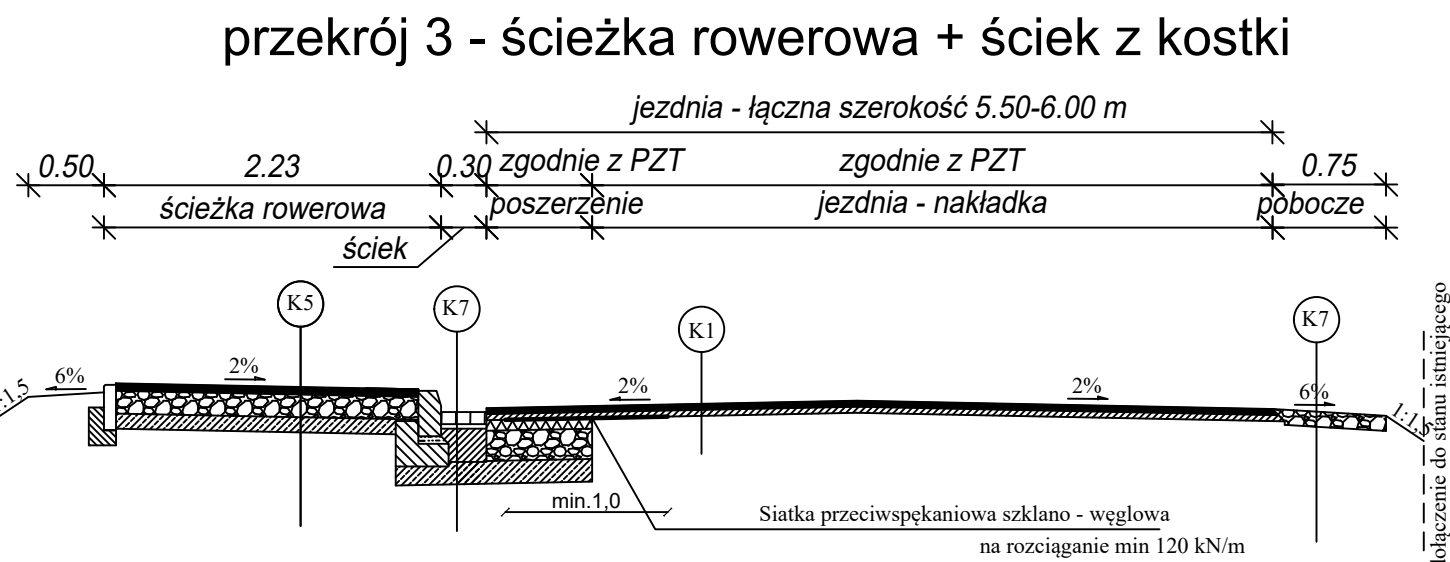 przekrój 3 - ścieżka rowerowa + ściek z kostki
jezdnia - łączna szerokość 5.50-6.00 m
0.50 2.23 0.30 zgodnie z PZT zgodnie z PZT 0.75
ścieżka rowerowa poszerzenie jezdnia - nakładka pobocze
ściek
K5 K7 K1 K7
6% 2% 2% 2% 6%
:1,5 1:1,5
min.1,0
Siatka przeciwspękaniowa szklano - węglowa
na rozciąganie min 120 kN/m
dołączenie do stanu istniejącego